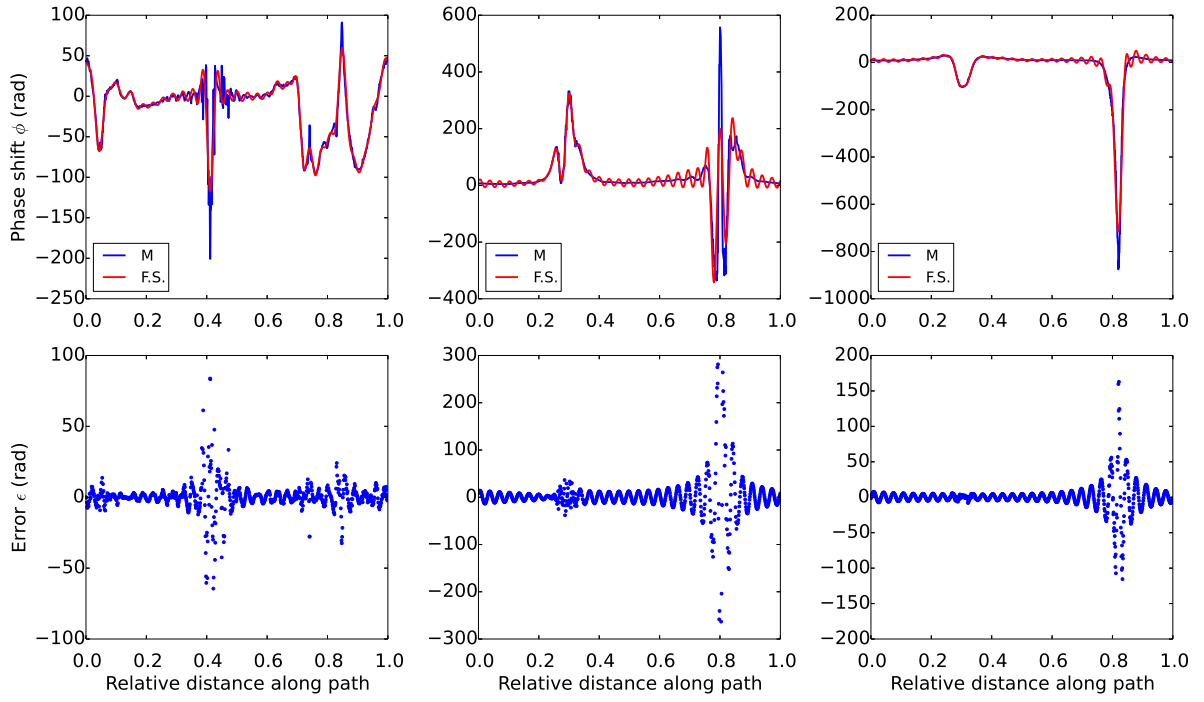 Phase shift ϕ (rad)
100
50
0
−50
−100
−150
−200
−250
M
F.S.
0.0 0.2 0.4 0.6 0.8 1.0
600
400
200
0
−200
−400
M
F.S.
0.0 0.2 0.4 0.6 0.8 1.0
200
0
−200
−400
−600
−800
−1000
M
F.S.
0.0 0.2 0.4 0.6 0.8 1.0
Error ϵ (rad)
100
50
0
−50
−100
0.0 0.2 0.4 0.6 0.8 1.0
Relative distance along path
300
200
100
0
−100
−200
−300
0.0 0.2 0.4 0.6 0.8 1.0
Relative distance along path
200
150
100
50
0
−50
−100
−150
−200
0.0 0.2 0.4 0.6 0.8 1.0
Relative distance along path